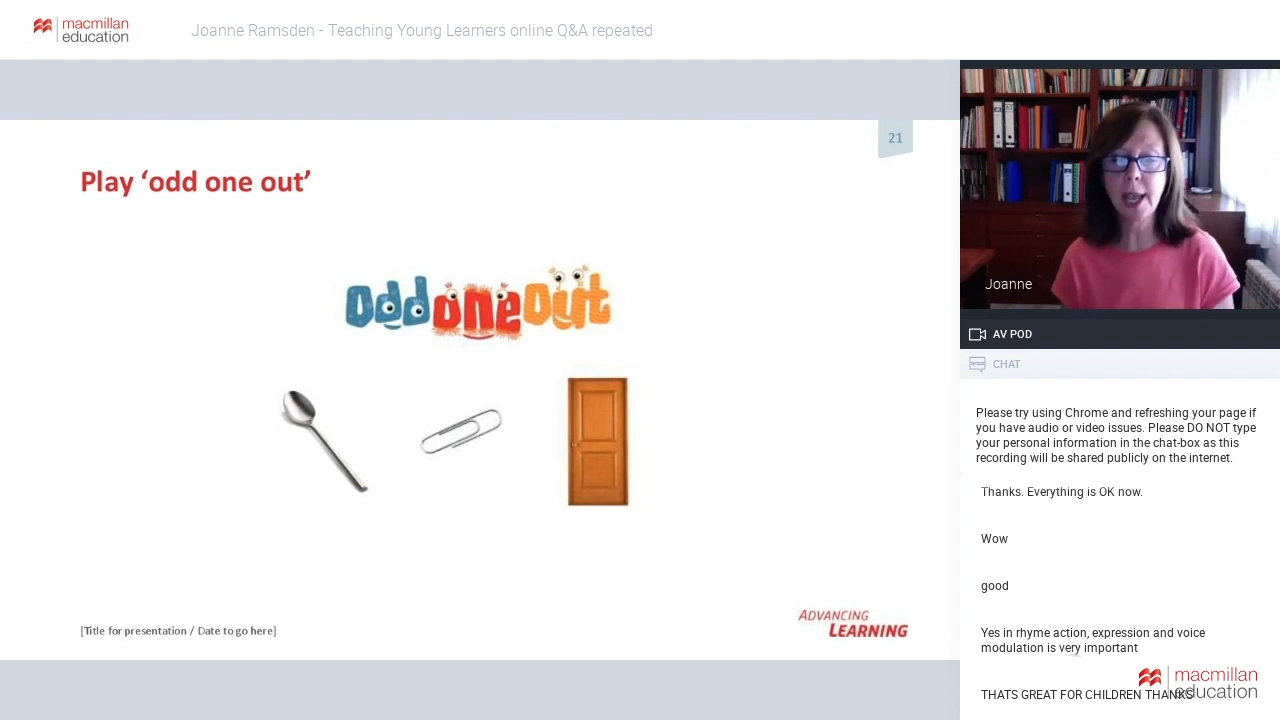 macmillan
education
Joanne Ramsden - Teaching Young Learners online Q&A repeated
21
Play ‘odd one out’
Odd one Out
[Title for presentation / Date to go here]
ADVANCING
LEARNING
Joanne
AV POD
CHAT
Please try using Chrome and refreshing your page if
you have audio or video issues. Please DO NOT type
your personal information in the chat-box as this
recording will be shared publicly on the internet.
Thanks. Everything is OK now.
Wow
good
Yes in rhyme action, expression and voice
modulation is very important
THATS GREAT FOR CHILDREN THANKS
macmillan
education